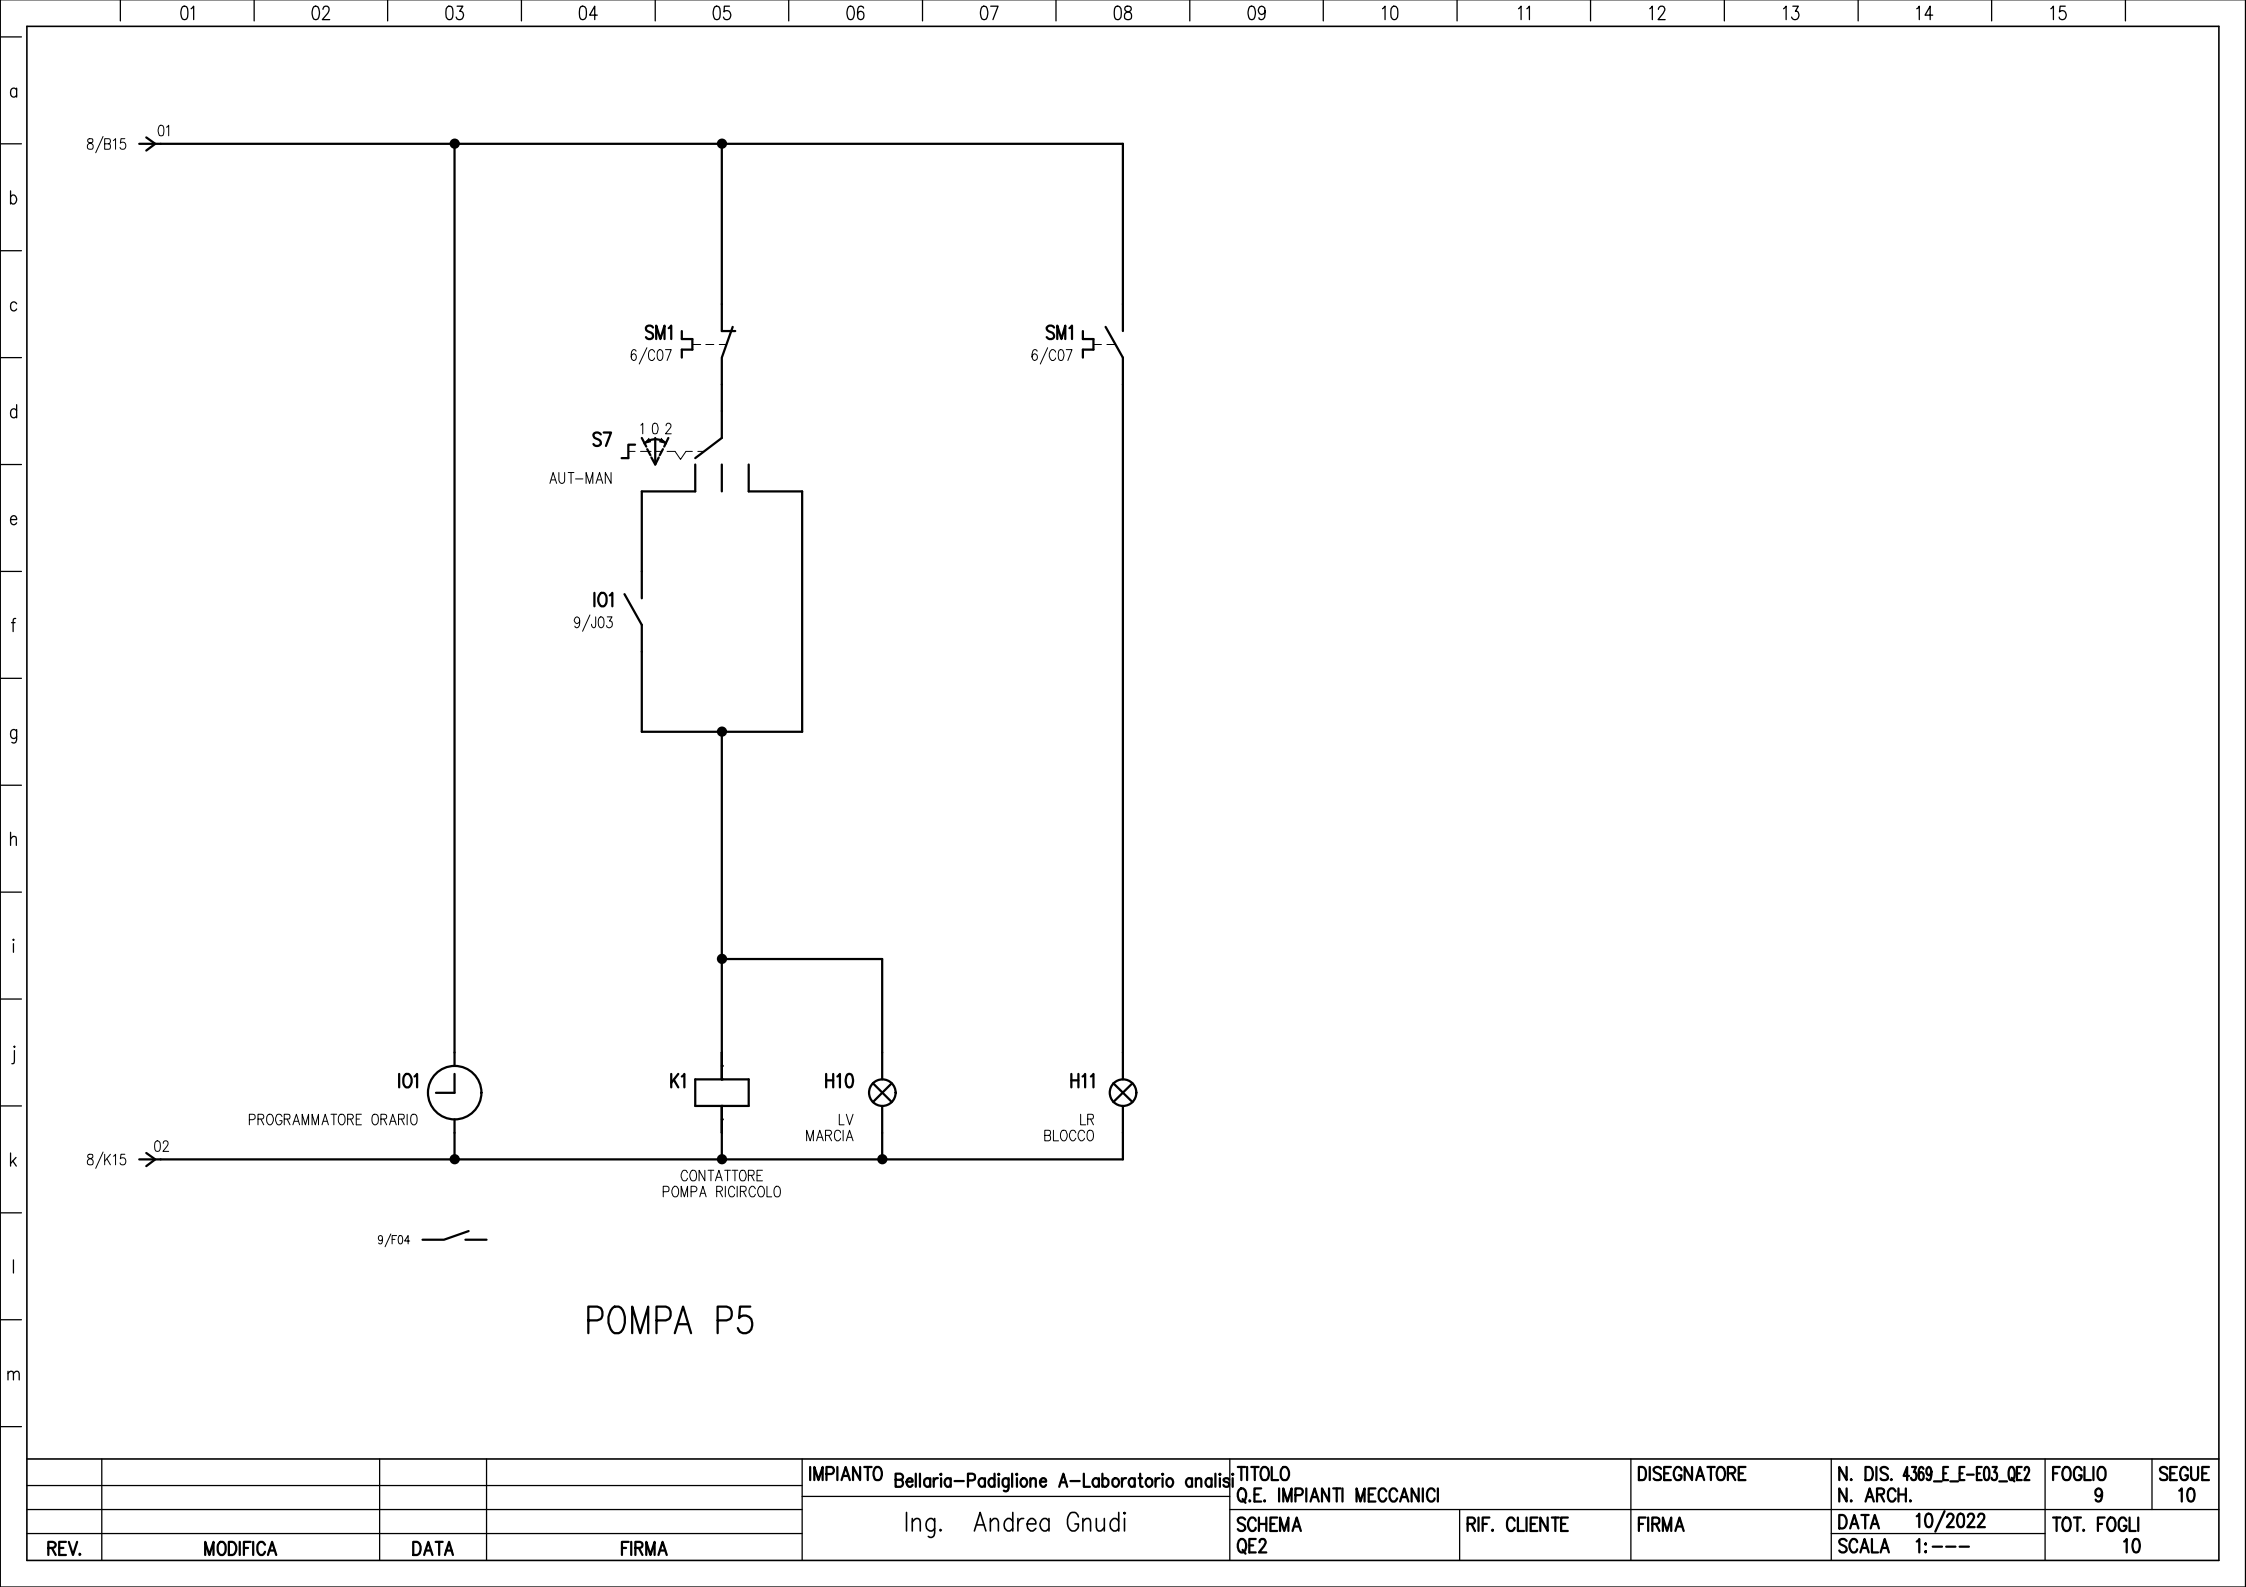 01 02 03 04 05 06 07 08 09 10 11 12 13 14 15
a
b
c
d
e
f
g
h
i
j
k
l
m
8/B15 01
SM1
6/C07
SM1
6/C07
S7 1 0 2
AUT-MAN
I01
9/J03
I01
PROGRAMMATORE ORARIO
K1
H10
LV
MARCIA
H11
LR
BLOCCO
8/K15 02
CONTATTORE
POMPA RICIRCOLO
9/F04
POMPA P5
REV. MODIFICA DATA FIRMA
IMPIANTO Bellaria-Padiglione A-Laboratorio analisi
Ing. Andrea Gnudi
TITOLO
Q.E. IMPIANTI MECCANICI
SCHEMA
QE2
RIF. CLIENTE
DISEGNATORE
FIRMA
N. DIS. 4369_E_E-E03_QE2
N. ARCH.
DATA 10/2022
SCALA 1:---
FOGLIO
9
SEGUE
10
TOT. FOGLI
10